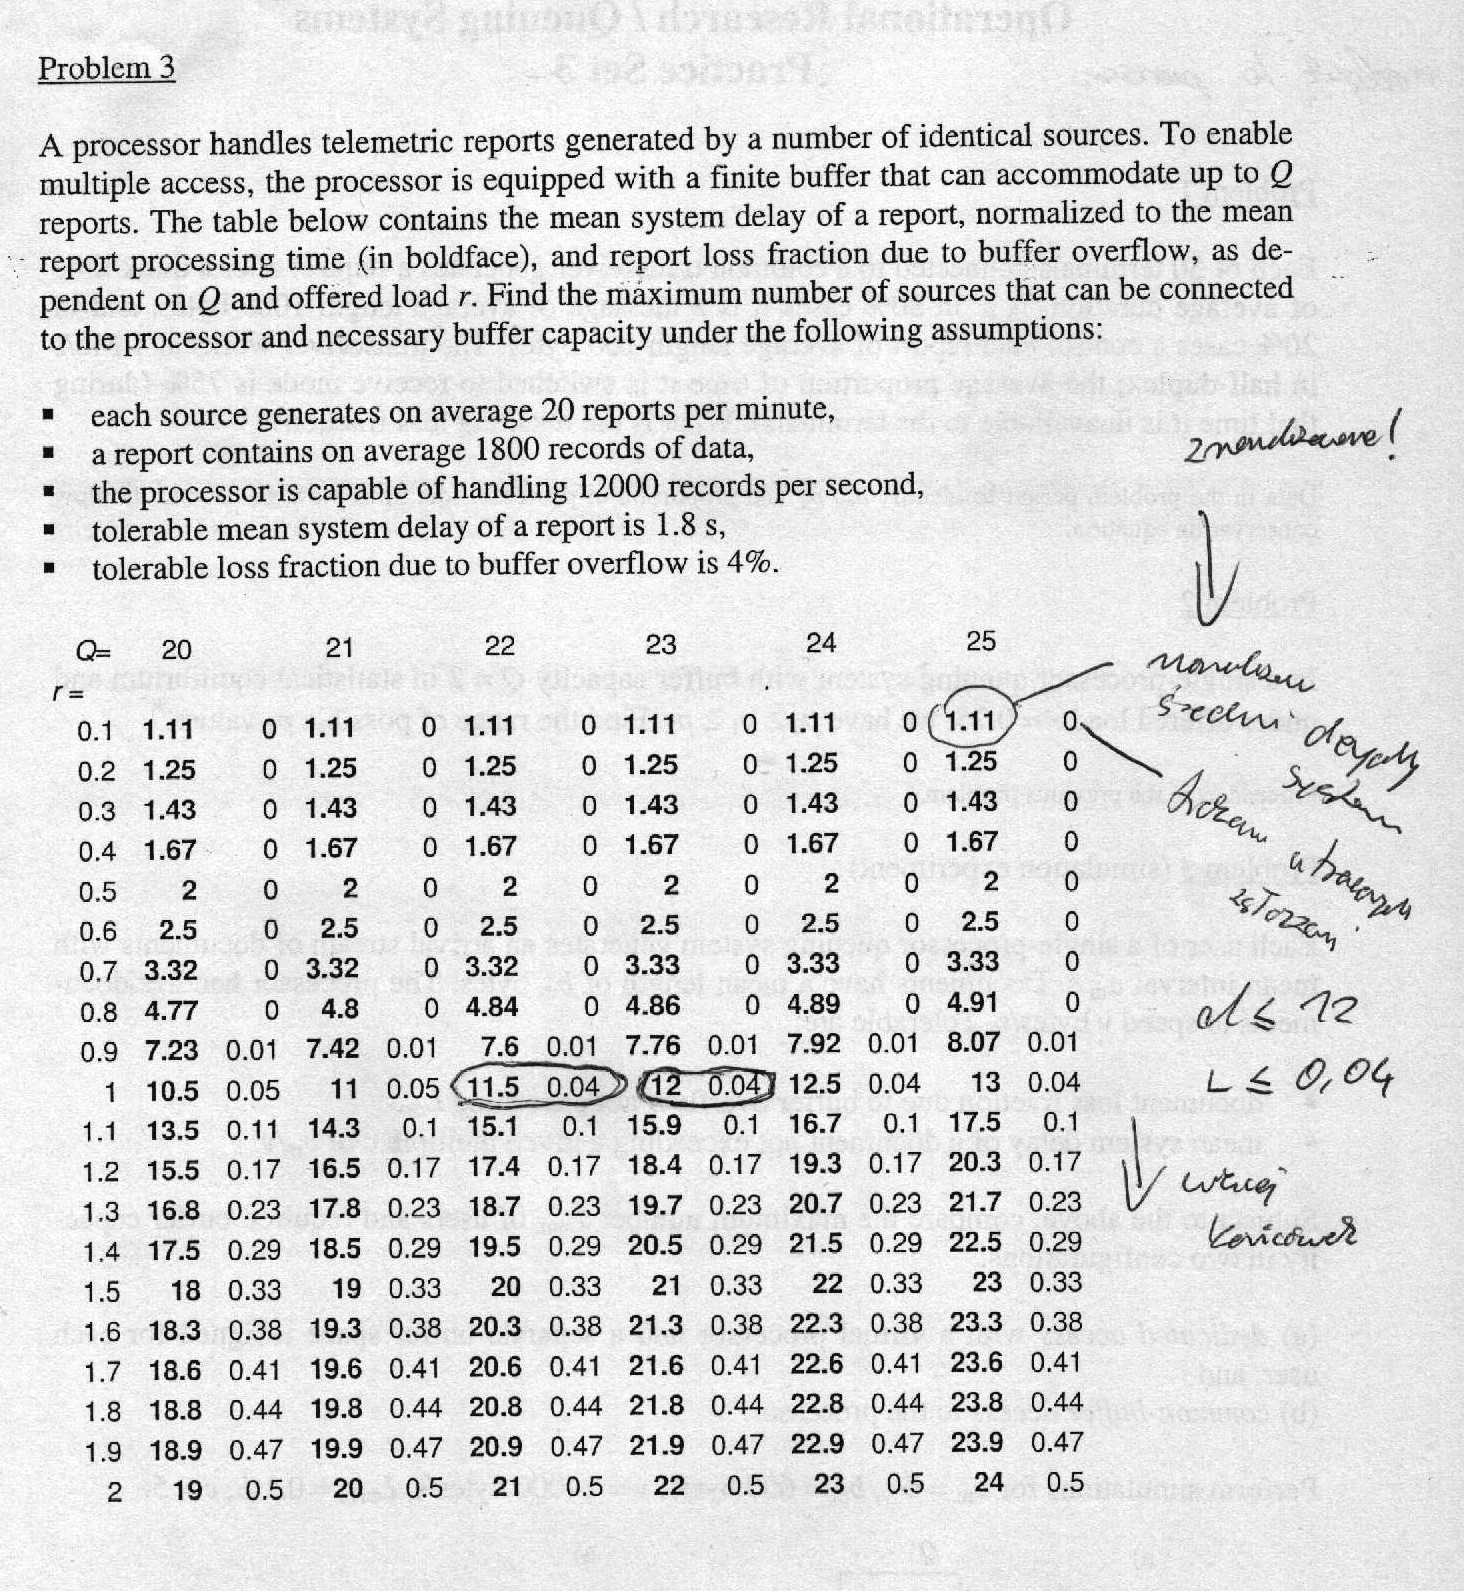 Problem 3
A processor handles telemetric reports generated by a number of identical sources. To enable
multiple access, the processor is equipped with a finite buffer that can accommodate up to Q
reports. The table below contains the mean system delay of a report, normalized to the mean
report processing time (in boldface), and report loss fraction due to buffer overflow, as de-
pendent on Q and offered load r. Find the maximum number of sources that can be connected
to the processor and necessary buffer capacity under the following assumptions:
▪ each source generates on average 20 reports per minute,
▪ a report contains on average 1800 records of data,
▪ the processor is capable of handling 12000 records per second,
▪ tolerable mean system delay of a report is 1.8 s,
▪ tolerable loss fraction due to buffer overflow is 4%.
Q= 20 21 22 23 24 25
r =
0.1 1.11 0 1.11 0 1.11 0 1.11 0 1.11 0 1.11 0
0.2 1.25 0 1.25 0 1.25 0 1.25 0 1.25 0 1.25 0
0.3 1.43 0 1.43 0 1.43 0 1.43 0 1.43 0 1.43 0
0.4 1.67 0 1.67 0 1.67 0 1.67 0 1.67 0 1.67 0
0.5 2 0 2 0 2 0 2 0 2 0 2 0
0.6 2.5 0 2.5 0 2.5 0 2.5 0 2.5 0 2.5 0
0.7 3.32 0 3.32 0 3.32 0 3.33 0 3.33 0 3.33 0
0.8 4.77 0 4.8 0 4.84 0 4.86 0 4.89 0 4.91 0
0.9 7.23 0.01 7.42 0.01 7.6 0.01 7.76 0.01 7.92 0.01 8.07 0.01
1 10.5 0.05 11 0.05 11.5 0.04 12 0.04 12.5 0.04 13 0.04
1.1 13.5 0.11 14.3 0.1 15.1 0.1 15.9 0.1 16.7 0.1 17.5 0.1
1.2 15.5 0.17 16.5 0.17 17.4 0.17 18.4 0.17 19.3 0.17 20.3 0.17
1.3 16.8 0.23 17.8 0.23 18.7 0.23 19.7 0.23 20.7 0.23 21.7 0.23
1.4 17.5 0.29 18.5 0.29 19.5 0.29 20.5 0.29 21.5 0.29 22.5 0.29
1.5 18 0.33 19 0.33 20 0.33 21 0.33 22 0.33 23 0.33
1.6 18.3 0.38 19.3 0.38 20.3 0.38 21.3 0.38 22.3 0.38 23.3 0.38
1.7 18.6 0.41 19.6 0.41 20.6 0.41 21.6 0.41 22.6 0.41 23.6 0.41
1.8 18.8 0.44 19.8 0.44 20.8 0.44 21.8 0.44 22.8 0.44 23.8 0.44
1.9 18.9 0.47 19.9 0.47 20.9 0.47 21.9 0.47 22.9 0.47 23.9 0.47
2 19 0.5 20 0.5 21 0.5 22 0.5 23 0.5 24 0.5
d ≤ 12
L ≤ 0,04